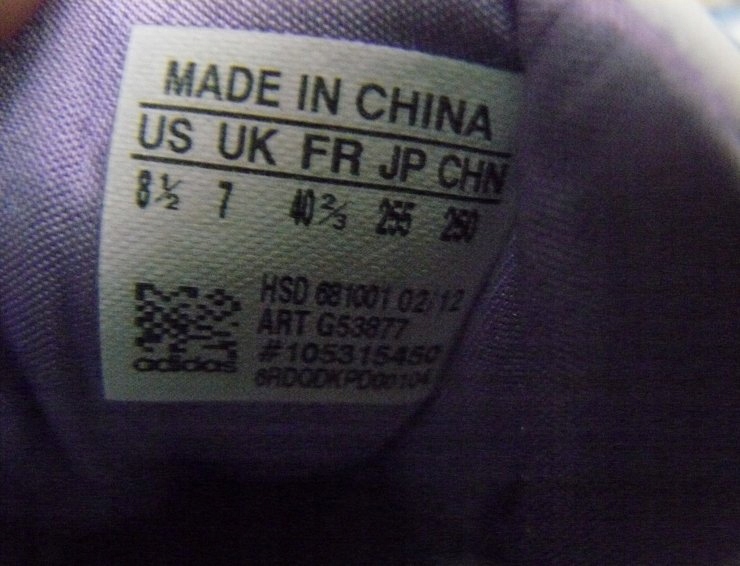 MADE IN CHINA
US UK FR JP CHN
8½ 7 40⅔ 255 250
HSD 681001 02/12
ART G53877
#105315450
adidas